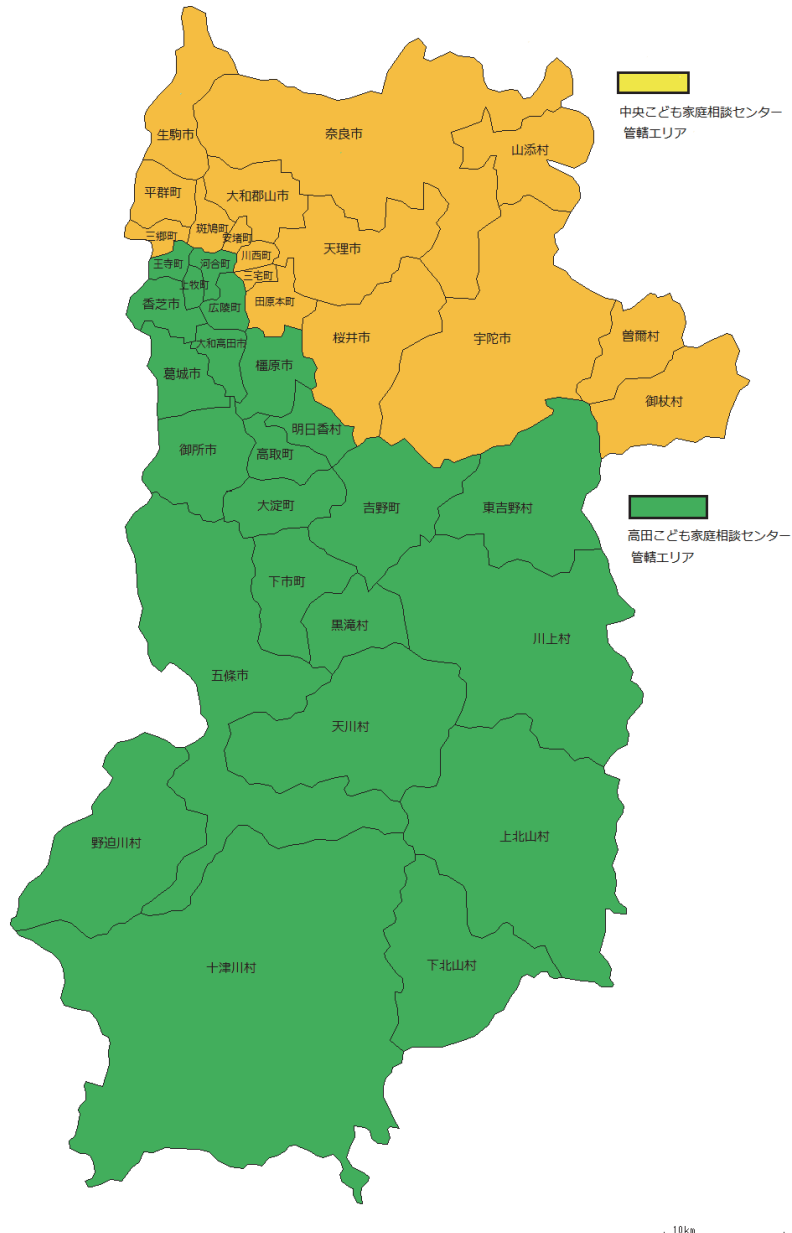 中央こども家庭相談センター
管轄エリア
生駒市
奈良市
山添村
平群町
大和郡山市
三郷町
斑鳩町
安堵町
川西町
天理市
王寺町
河合町
三宅町
上牧町
香芝市
広陵町
田原本町
大和高田市
橿原市
桜井市
宇陀市
曽爾村
葛城市
御杖村
明日香村
御所市
高取町
大淀町
吉野町
東吉野村
高田こども家庭相談センター
管轄エリア
下市町
黒滝村
川上村
五條市
天川村
野迫川村
上北山村
十津川村
下北山村
10km